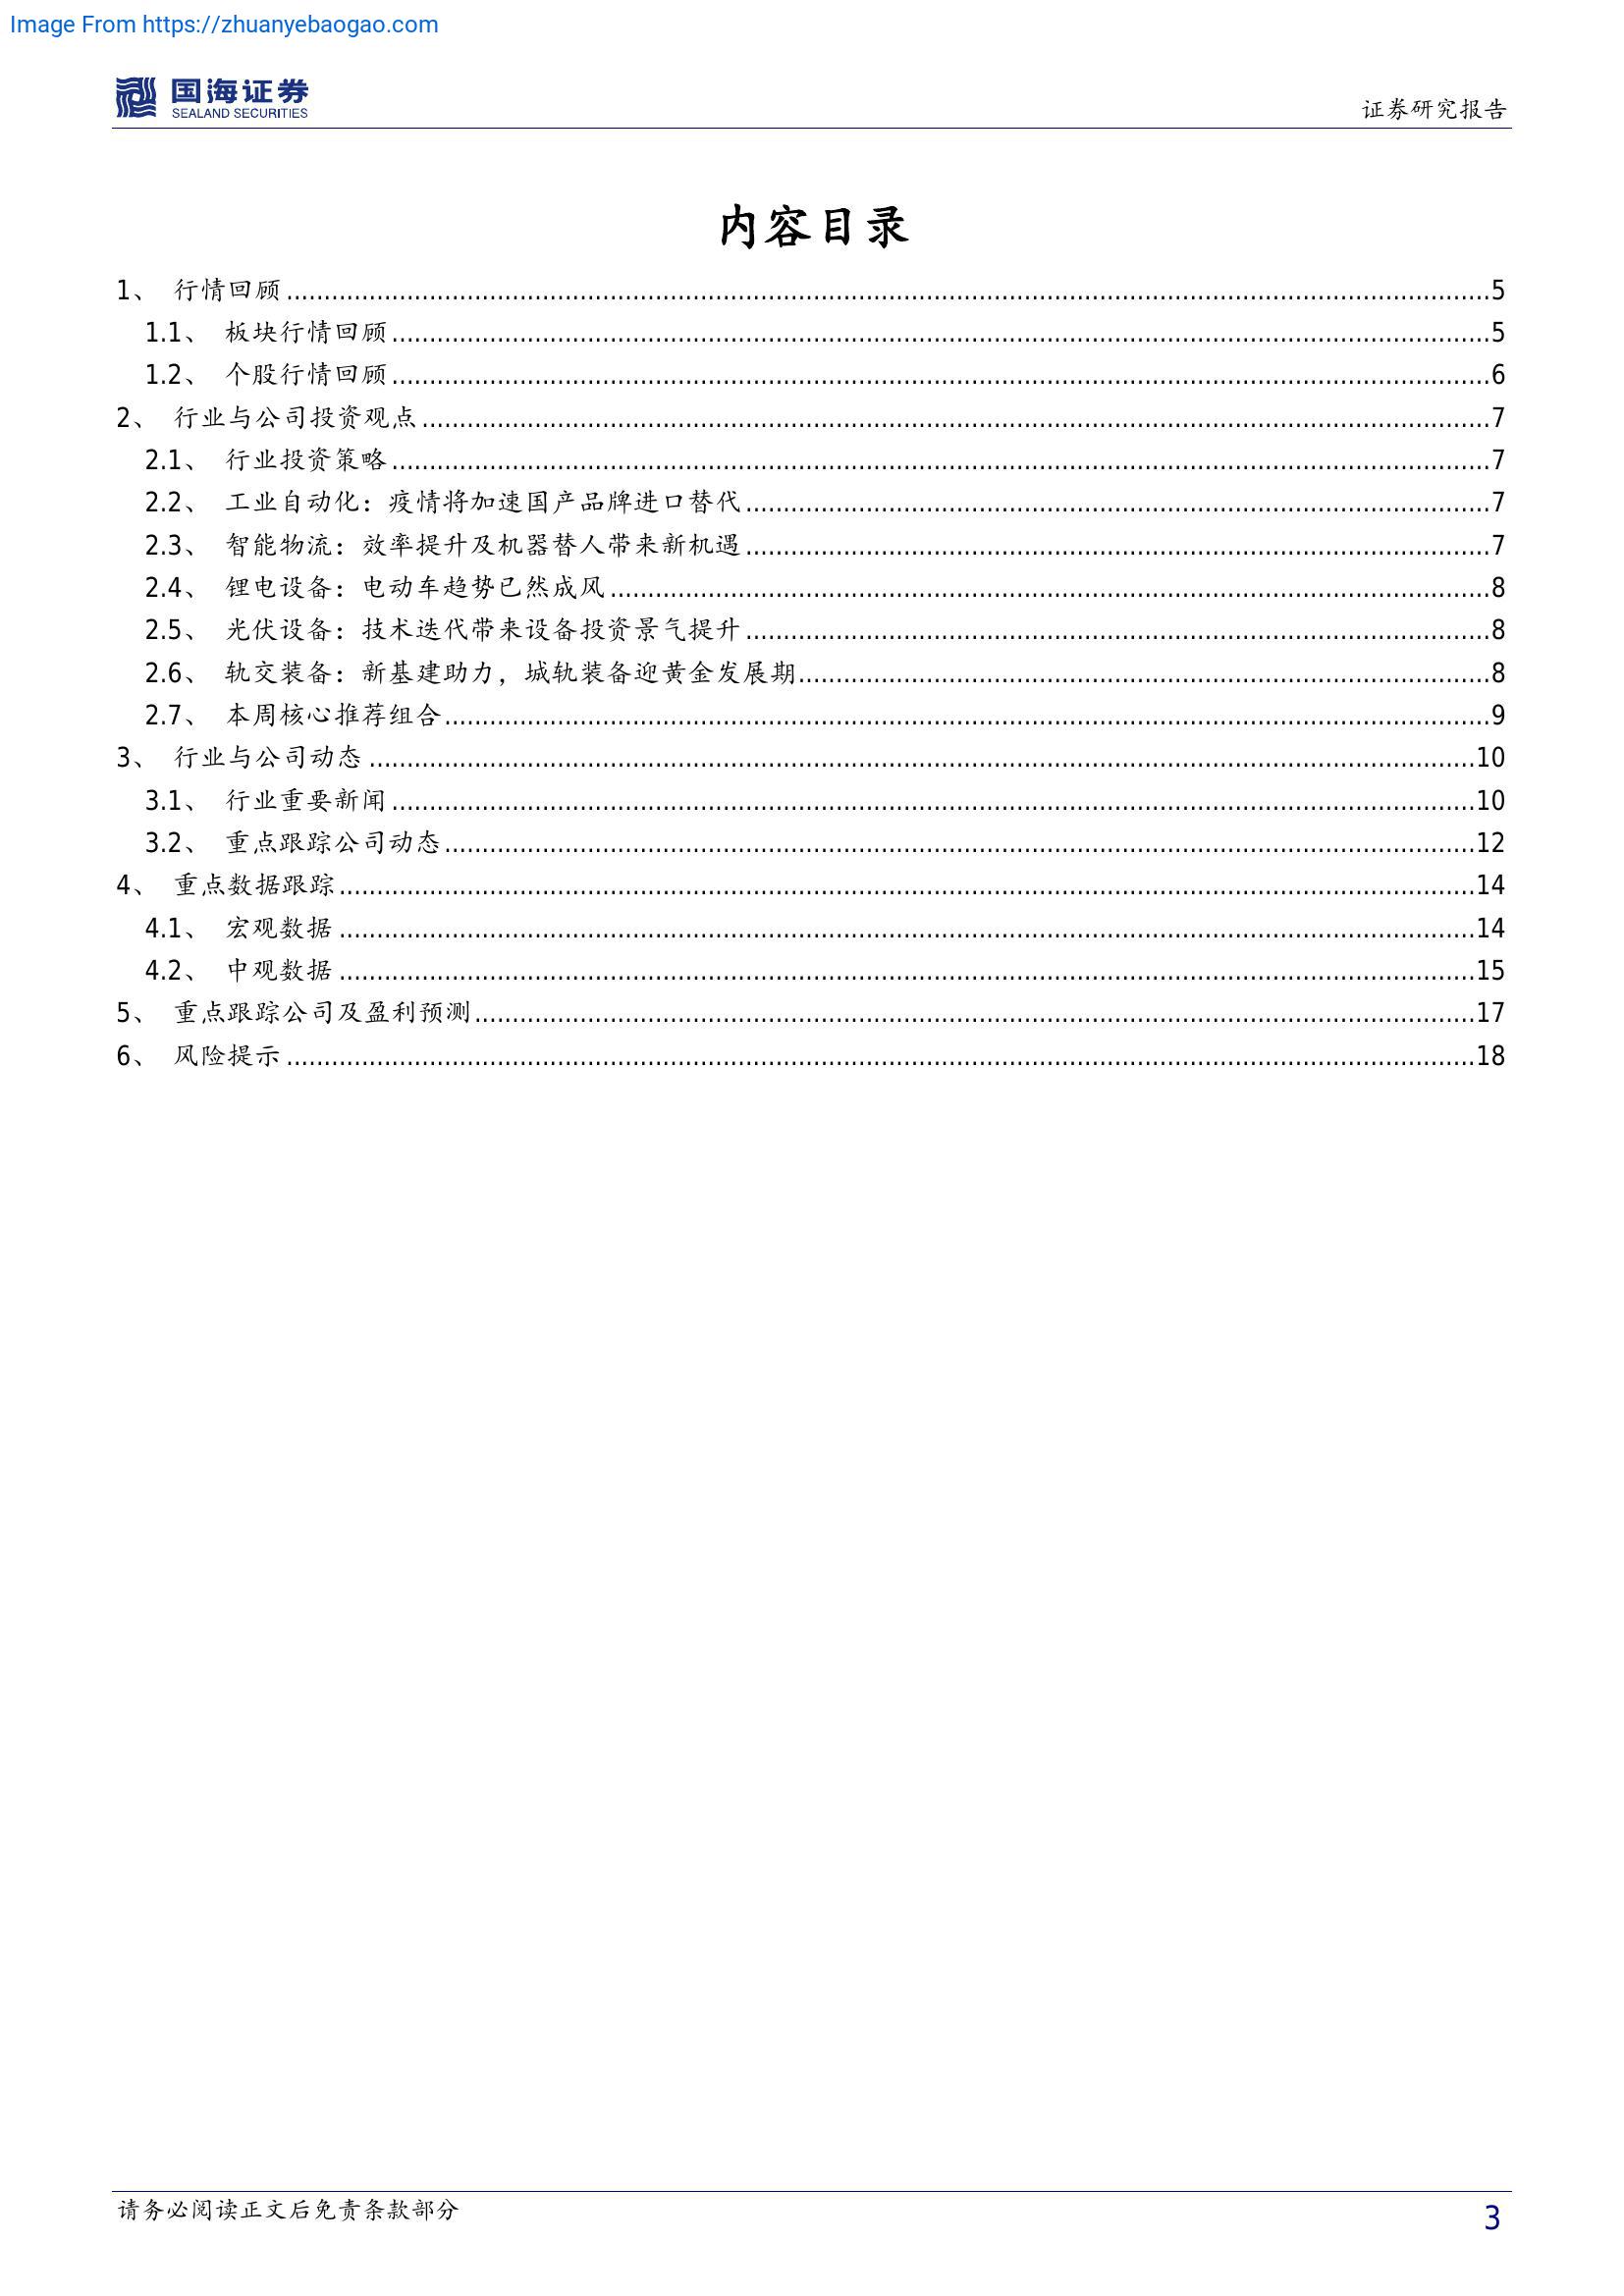 Image From https://zhuanyebaogao.com
国海证券
SEALAND SECURITIES
证券研究报告
内容目录
1、 行情回顾 ........................................ 5
1.1、 板块行情回顾 ........................................ 5
1.2、 个股行情回顾 ........................................ 6
2、 行业与公司投资观点 ........................................ 7
2.1、 行业投资策略 ........................................ 7
2.2、 工业自动化：疫情将加速国产品牌进口替代 ........................................ 7
2.3、 智能物流：效率提升及机器替人带来新机遇 ........................................ 7
2.4、 锂电设备：电动车趋势已然成风 ........................................ 8
2.5、 光伏设备：技术迭代带来设备投资景气提升 ........................................ 8
2.6、 轨交装备：新基建助力，城轨装备迎黄金发展期 ........................................ 8
2.7、 本周核心推荐组合 ........................................ 9
3、 行业与公司动态 ........................................ 10
3.1、 行业重要新闻 ........................................ 10
3.2、 重点跟踪公司动态 ........................................ 12
4、 重点数据跟踪 ........................................ 14
4.1、 宏观数据 ........................................ 14
4.2、 中观数据 ........................................ 15
5、 重点跟踪公司及盈利预测 ........................................ 17
6、 风险提示 ........................................ 18
请务必阅读正文后免责条款部分
3